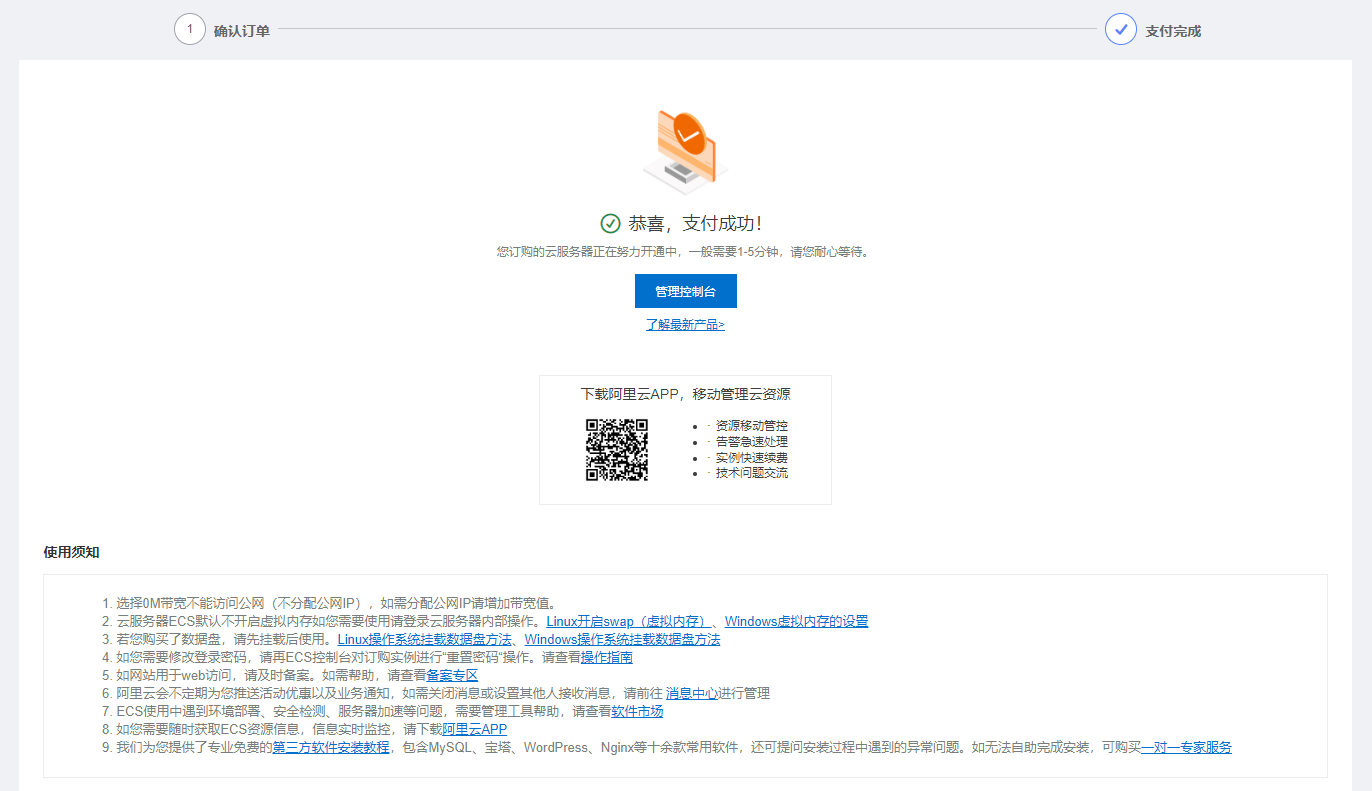 1 确认订单
支付完成
恭喜，支付成功！
您订购的云服务器正在努力开通中，一般需要1-5分钟，请您耐心等待。
管理控制台
了解最新产品>
下载阿里云APP，移动管理云资源
· 资源移动管控
· 告警急速处理
· 实例快速续费
· 技术问题交流
使用须知
1. 选择0M带宽不能访问公网（不分配公网IP），如需分配公网IP请增加带宽值。
2. 云服务器ECS默认不开启虚拟内存如您需要使用请登录云服务器内部操作。Linux开启swap（虚拟内存）、Windows虚拟内存的设置
3. 若您购买了数据盘，请先挂载后使用。Linux操作系统挂载数据盘方法、Windows操作系统挂载数据盘方法
4. 如您需要修改登录密码，请再ECS控制台对订购实例进行“重置密码“操作。请查看操作指南
5. 如网站用于web访问，请及时备案。如需帮助，请查看备案专区
6. 阿里云会不定期为您推送活动优惠以及业务通知，如需关闭消息或设置其他人接收消息，请前往 消息中心进行管理
7. ECS使用中遇到环境部署、安全检测、服务器加速等问题，需要管理工具帮助，请查看软件市场
8. 如您需要随时获取ECS资源信息，信息实时监控，请下载阿里云APP
9. 我们为您提供了专业免费的第三方软件安装教程，包含MySQL、宝塔、WordPress、Nginx等十余款常用软件，还可提问安装过程中遇到的异常问题。如无法自助完成安装，可购买一对一专家服务